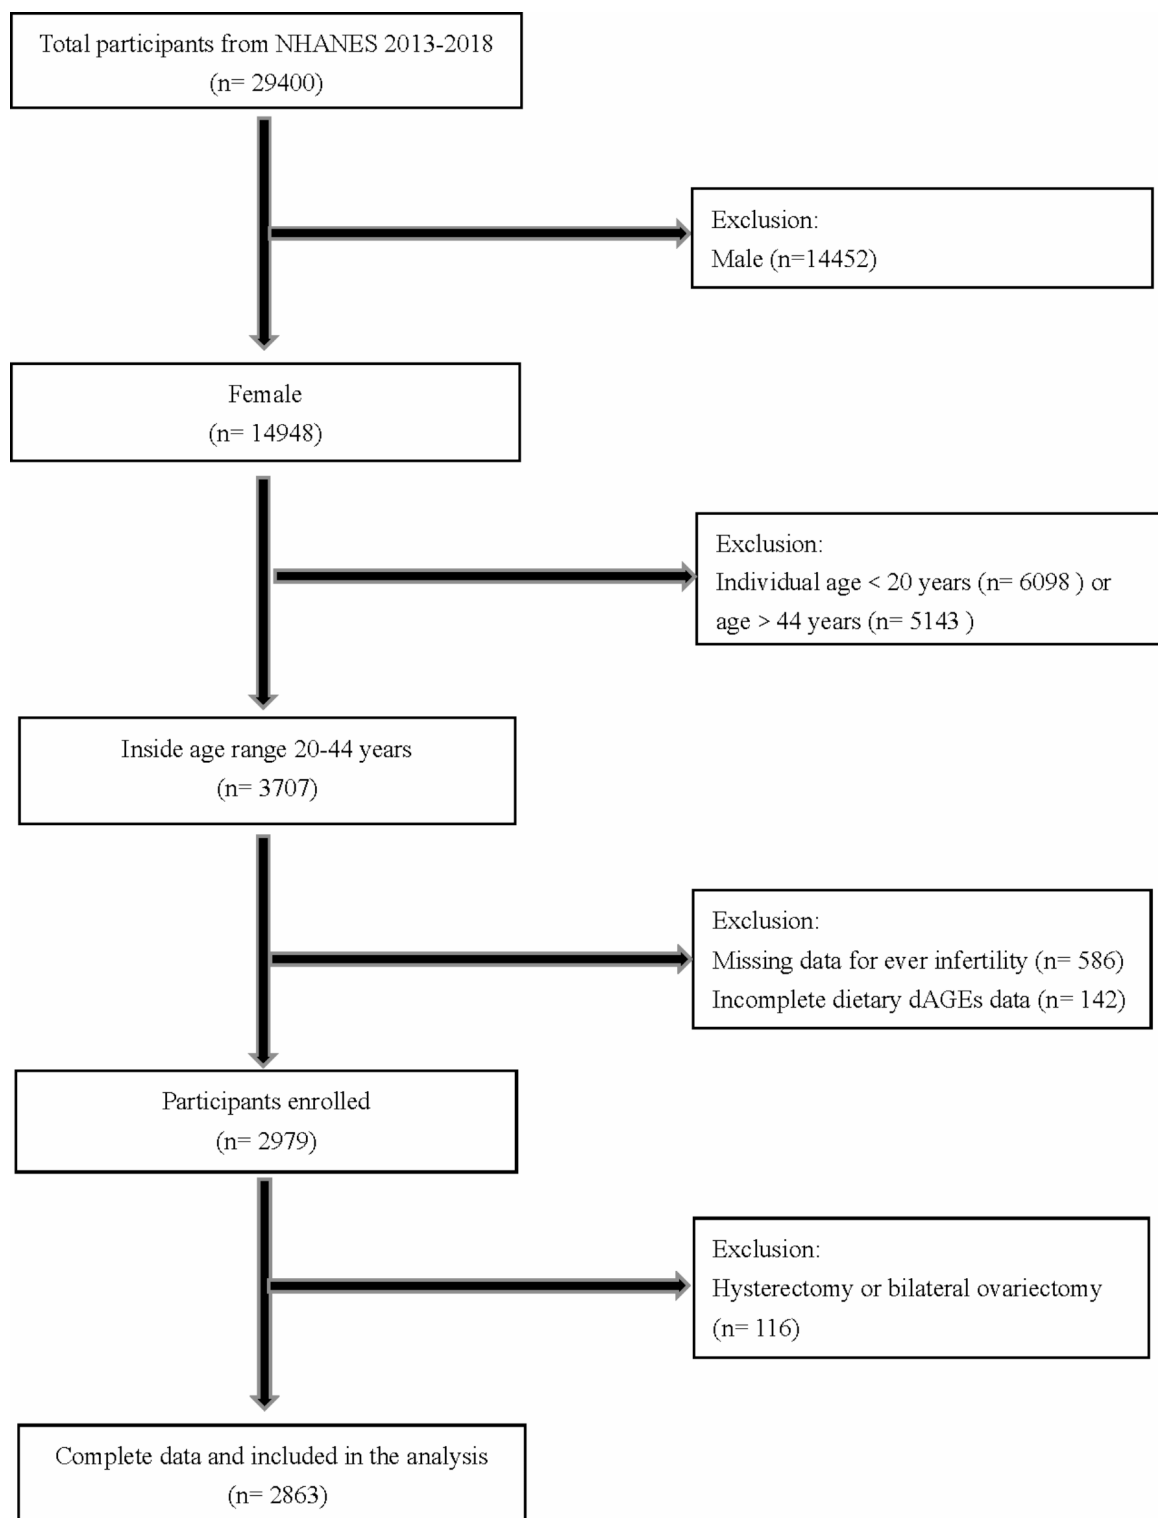 Total participants from NHANES 2013-2018
(n= 29400)
Exclusion:
Male (n=14452)
Female
(n= 14948)
Exclusion:
Individual age < 20 years (n= 6098 ) or
age > 44 years (n= 5143 )
Inside age range 20-44 years
(n= 3707)
Exclusion:
Missing data for ever infertility (n= 586)
Incomplete dietary dAGEs data (n= 142)
Participants enrolled
(n= 2979)
Exclusion:
Hysterectomy or bilateral ovariectomy
(n= 116)
Complete data and included in the analysis
(n= 2863)